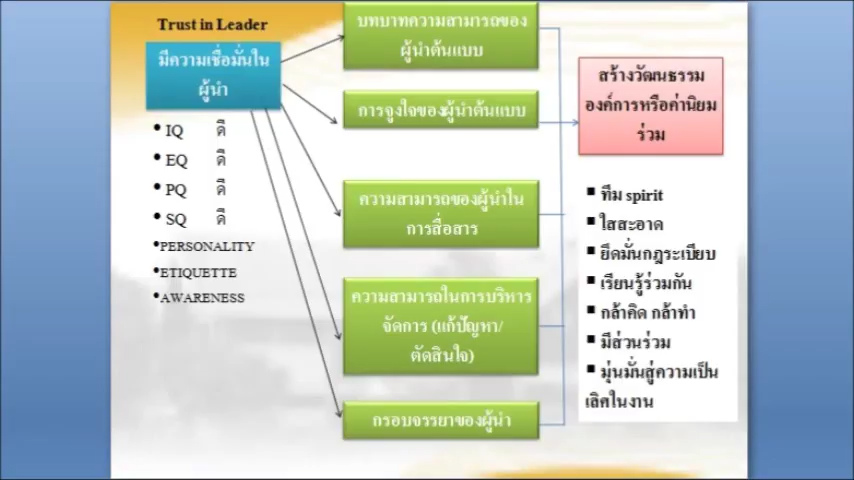 Trust in Leader
มีความเชื่อมั่นใน
ผู้นำ
• IQ ดี
• EQ ดี
• PQ ดี
• SQ ดี
•PERSONALITY
•ETIQUETTE
•AWARENESS
บทบาทความสามารถของ
ผู้นำต้นแบบ
การจูงใจของผู้นำต้นแบบ
ความสามารถของผู้นำใน
การสื่อสาร
ความสามารถในการบริหาร
จัดการ (แก้ปัญหา/
ตัดสินใจ)
กรอบจรรยาของผู้นำ
สร้างวัฒนธรรม
องค์การหรือค่านิยม
ร่วม
▪ ทีม spirit
▪ ใสสะอาด
▪ ยึดมั่นกฎระเบียบ
▪ เรียนรู้ร่วมกัน
▪ กล้าคิด กล้าทำ
▪ มีส่วนร่วม
▪ มุ่นมั่นสู่ความเป็น
เลิศในงาน